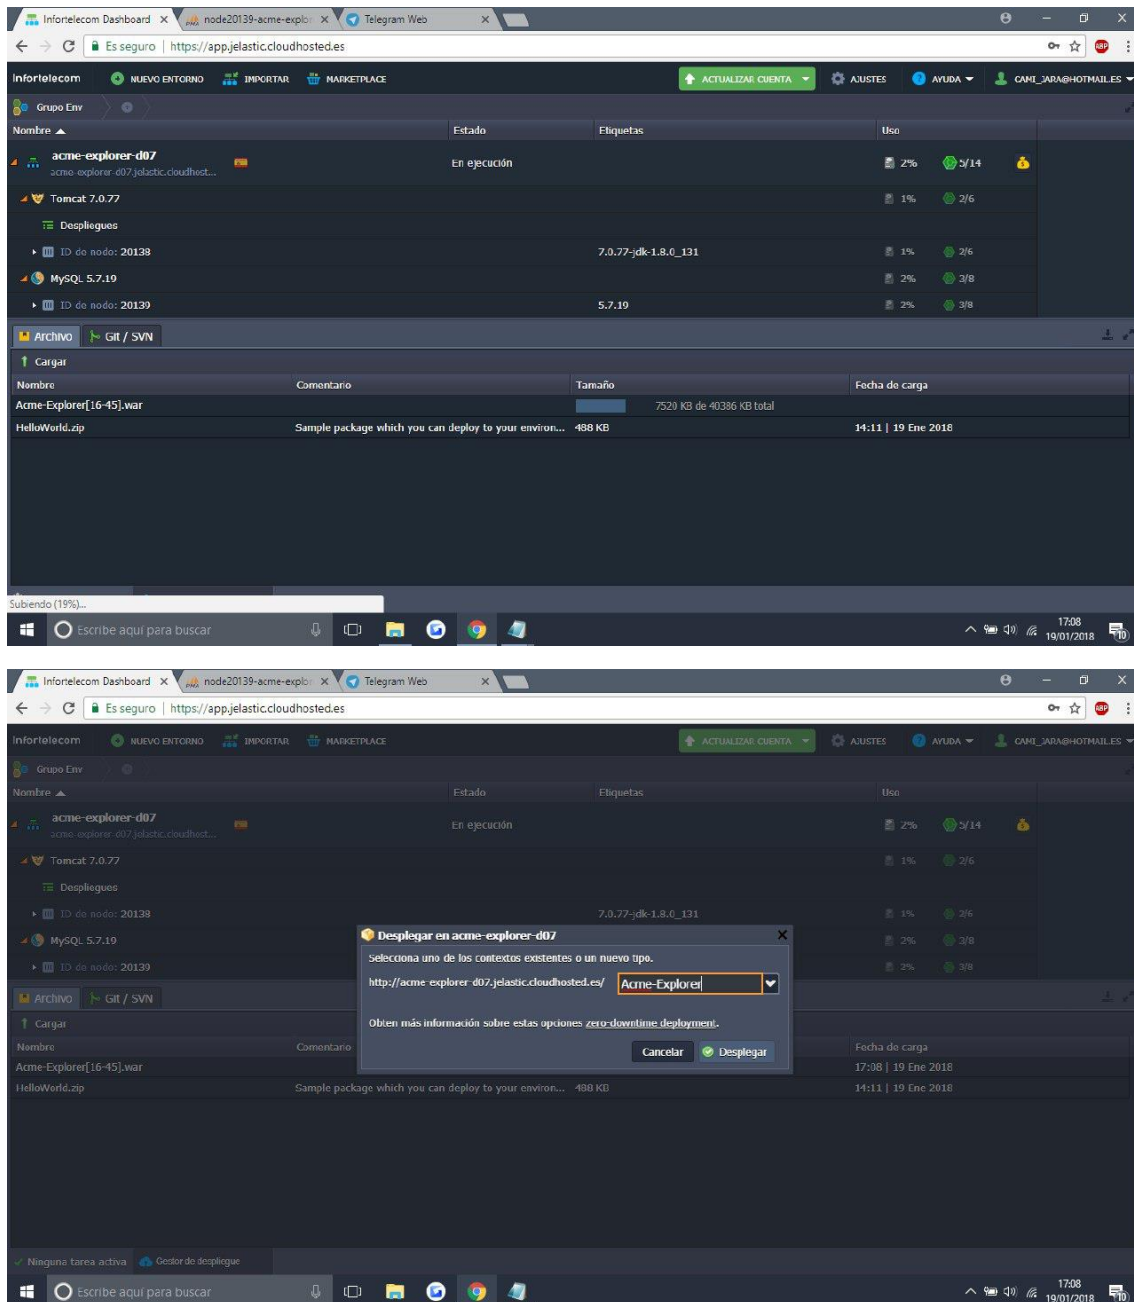 Infortelecom Dashboard node20139-acme-explor Telegram Web
Es seguro https://app.jelastic.cloudhosted.es
Infortelecom NUEVO ENTORNO IMPORTAR MARKETPLACE ACTUALIZAR CUENTA AJUSTES AYUDA CAMI_JARA@HOTMAIL.ES
Grupo Env
Nombre Estado Etiquetas Uso
acme-explorer-d07 En ejecución 2% 5/14
acme-explorer-d07.jelastic.cloudhost...
Tomcat 7.0.77 1% 2/6
Despliegues
ID de nodo: 20138 7.0.77-jdk-1.8.0_131 1% 2/6
MySQL 5.7.19 2% 3/8
ID de nodo: 20139 5.7.19 2% 3/8
Archivo Git / SVN
Cargar
Nombre Comentario Tamaño Fecha de carga
Acme-Explorer[16-45].war 7520 KB de 40386 KB total
HelloWorld.zip Sample package which you can deploy to your environ... 488 KB 14:11 | 19 Ene 2018
Subiendo (19%)...
Escribe aquí para buscar 17:08
19/01/2018
Infortelecom Dashboard node20139-acme-explor Telegram Web
Es seguro https://app.jelastic.cloudhosted.es
Infortelecom NUEVO ENTORNO IMPORTAR MARKETPLACE ACTUALIZAR CUENTA AJUSTES AYUDA CAMI_JARA@HOTMAIL.ES
Grupo Env
Nombre Estado Etiquetas Uso
acme-explorer-d07 En ejecución 2% 5/14
acme-explorer-d07.jelastic.cloudhost...
Tomcat 7.0.77 1% 2/6
Despliegues
ID de nodo: 20138 7.0.77-jdk-1.8.0_131 1% 2/6
MySQL 5.7.19 2% 3/8
ID de nodo: 20139 2% 3/8
Desplegar en acme-explorer-d07
Selecciona uno de los contextos existentes o un nuevo tipo.
http://acme-explorer-d07.jelastic.cloudhosted.es/ Acme-Explorer
Obten más información sobre estas opciones zero-downtime deployment.
Cancelar Desplegar
Archivo Git / SVN
Cargar
Nombre Comentario Fecha de carga
Acme-Explorer[16-45].war 17:08 | 19 Ene 2018
HelloWorld.zip Sample package which you can deploy to your environ... 488 KB 14:11 | 19 Ene 2018
Ninguna tarea activa Gestor de despliegue
Escribe aquí para buscar 17:08
19/01/2018